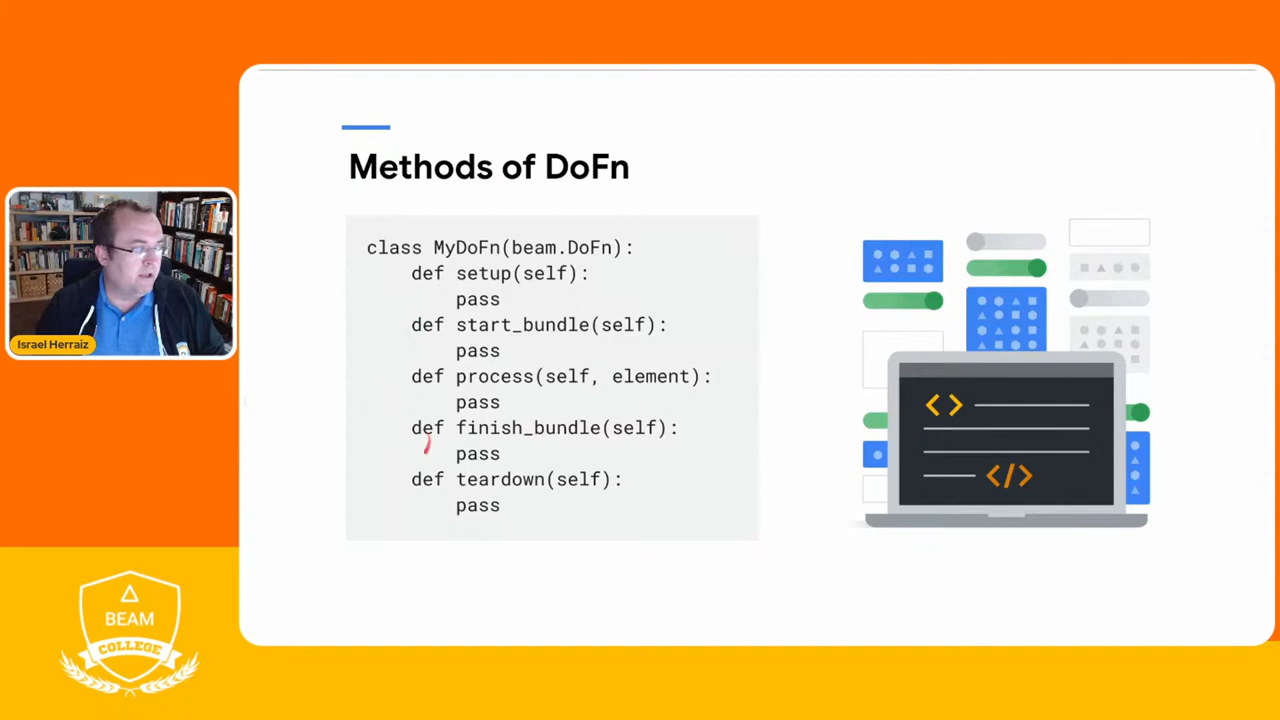 Methods of DoFn
class MyDoFn(beam.DoFn):
    def setup(self):
        pass
    def start_bundle(self):
        pass
    def process(self, element):
        pass
    def finish_bundle(self):
        pass
    def teardown(self):
        pass
< >
</>
Israel Herraiz
BEAM
COLLEGE